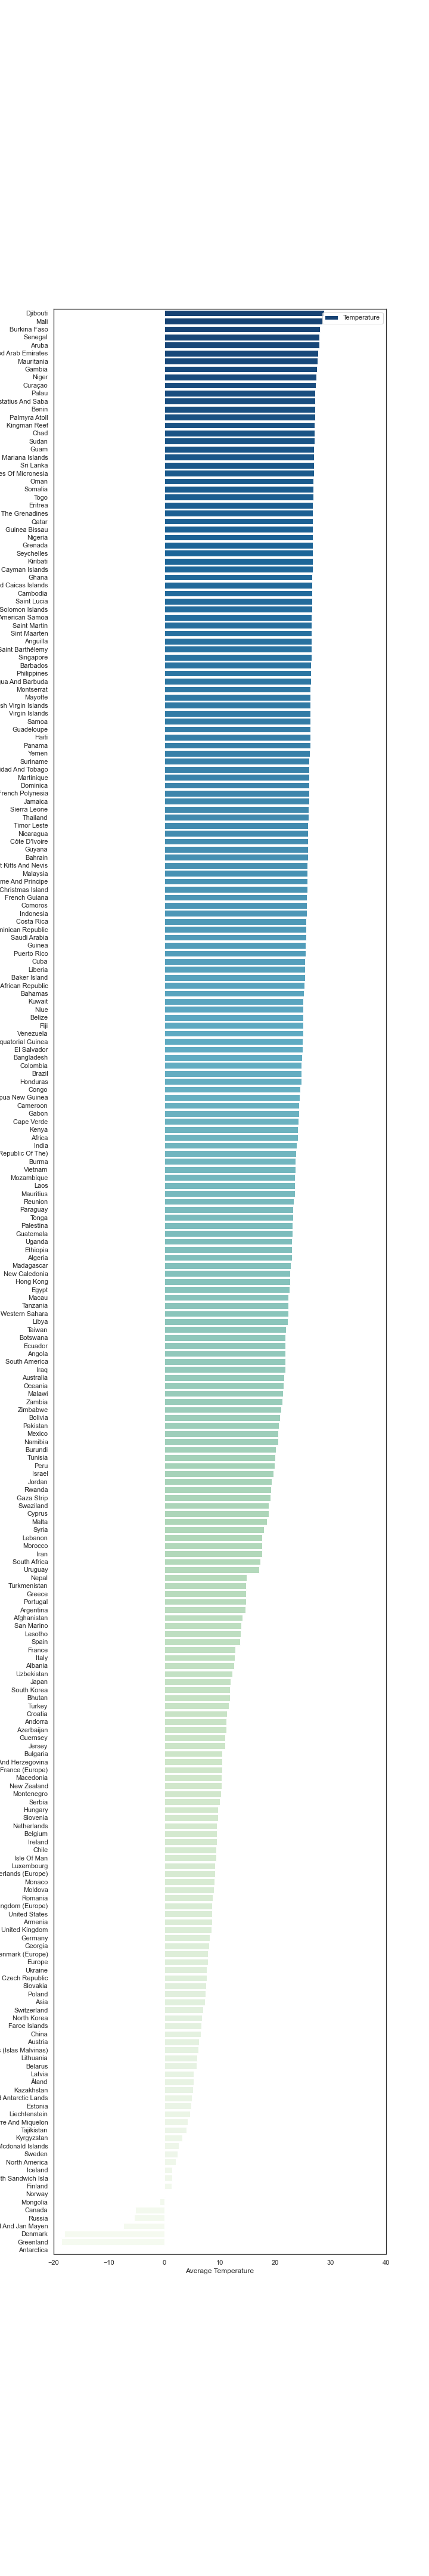 Temperature
Djibouti
Mali
Burkina Faso
Senegal
Aruba
ed Arab Emirates
Mauritania
Gambia
Niger
Curaçao
Palau
statius And Saba
Benin
Palmyra Atoll
Kingman Reef
Chad
Sudan
Guam
Mariana Islands
Sri Lanka
es Of Micronesia
Oman
Somalia
Togo
Eritrea
The Grenadines
Qatar
Guinea Bissau
Nigeria
Grenada
Seychelles
Kiribati
Cayman Islands
Ghana
d Caicas Islands
Cambodia
Saint Lucia
Solomon Islands
American Samoa
Saint Martin
Sint Maarten
Anguilla
Saint Barthélemy
Singapore
Barbados
Philippines
ua And Barbuda
Montserrat
Mayotte
sh Virgin Islands
Virgin Islands
Samoa
Guadeloupe
Haiti
Panama
Yemen
Suriname
idad And Tobago
Martinique
Dominica
French Polynesia
Jamaica
Sierra Leone
Thailand
Timor Leste
Nicaragua
Côte D'Ivoire
Guyana
Bahrain
t Kitts And Nevis
Malaysia
me And Principe
Christmas Island
French Guiana
Comoros
Indonesia
Costa Rica
minican Republic
Saudi Arabia
Guinea
Puerto Rico
Cuba
Liberia
Baker Island
African Republic
Bahamas
Kuwait
Niue
Belize
Fiji
Venezuela
quatorial Guinea
El Salvador
Bangladesh
Colombia
Brazil
Honduras
Congo
pua New Guinea
Cameroon
Gabon
Cape Verde
Kenya
Africa
India
Republic Of The)
Burma
Vietnam
Mozambique
Laos
Mauritius
Reunion
Paraguay
Tonga
Palestina
Guatemala
Uganda
Ethiopia
Algeria
Madagascar
New Caledonia
Hong Kong
Egypt
Macau
Tanzania
Western Sahara
Libya
Taiwan
Botswana
Ecuador
Angola
South America
Iraq
Australia
Oceania
Malawi
Zambia
Zimbabwe
Bolivia
Pakistan
Mexico
Namibia
Burundi
Tunisia
Peru
Israel
Jordan
Rwanda
Gaza Strip
Swaziland
Cyprus
Malta
Syria
Lebanon
Morocco
Iran
South Africa
Uruguay
Nepal
Turkmenistan
Greece
Portugal
Argentina
Afghanistan
San Marino
Lesotho
Spain
France
Italy
Albania
Uzbekistan
Japan
South Korea
Bhutan
Turkey
Croatia
Andorra
Azerbaijan
Guernsey
Jersey
Bulgaria
And Herzegovina
France (Europe)
Macedonia
New Zealand
Montenegro
Serbia
Hungary
Slovenia
Netherlands
Belgium
Ireland
Chile
Isle Of Man
Luxembourg
erlands (Europe)
Monaco
Moldova
Romania
ngdom (Europe)
United States
Armenia
United Kingdom
Germany
Georgia
enmark (Europe)
Europe
Ukraine
Czech Republic
Slovakia
Poland
Asia
Switzerland
North Korea
Faroe Islands
China
Austria
s (Islas Malvinas)
Lithuania
Belarus
Latvia
Åland
Kazakhstan
d Antarctic Lands
Estonia
Liechtenstein
rre And Miquelon
Tajikistan
Kyrgyzstan
Mcdonald Islands
Sweden
North America
Iceland
th Sandwich Isla
Finland
Norway
Mongolia
Canada
Russia
d And Jan Mayen
Denmark
Greenland
Antarctica
−20 −10 0 10 20 30 40
Average Temperature